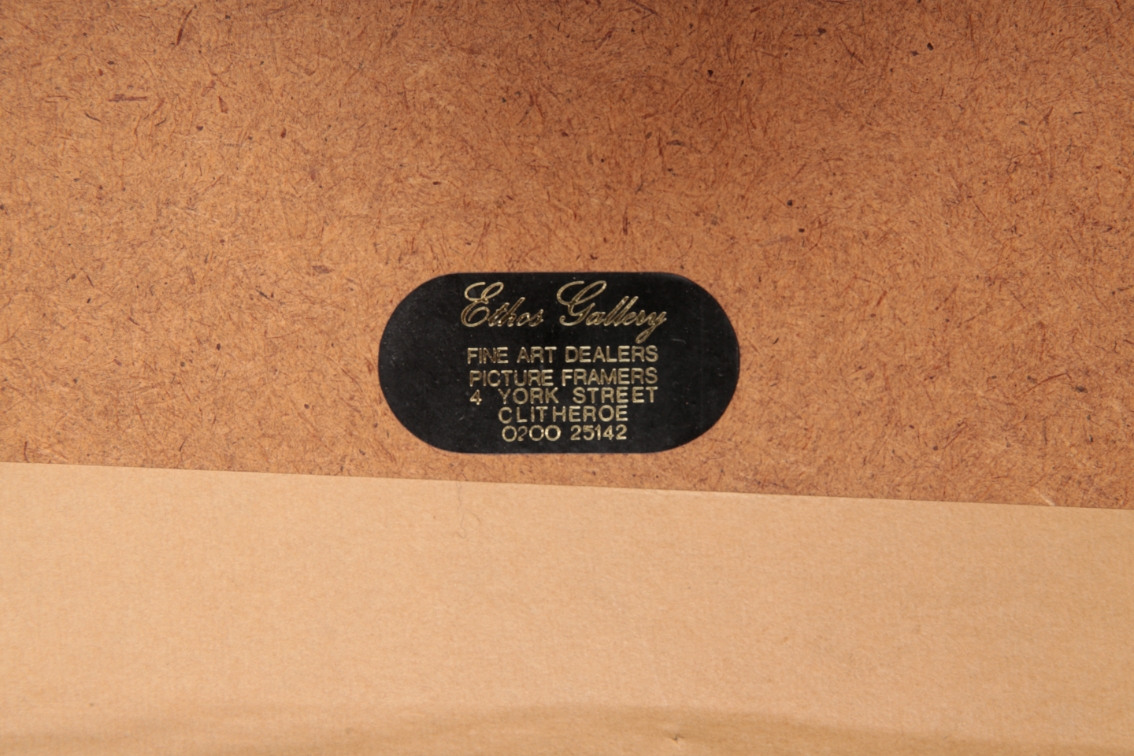 Ethos Gallery
FINE ART DEALERS
PICTURE FRAMERS
4 YORK STREET
CLITHEROE
0200 25142